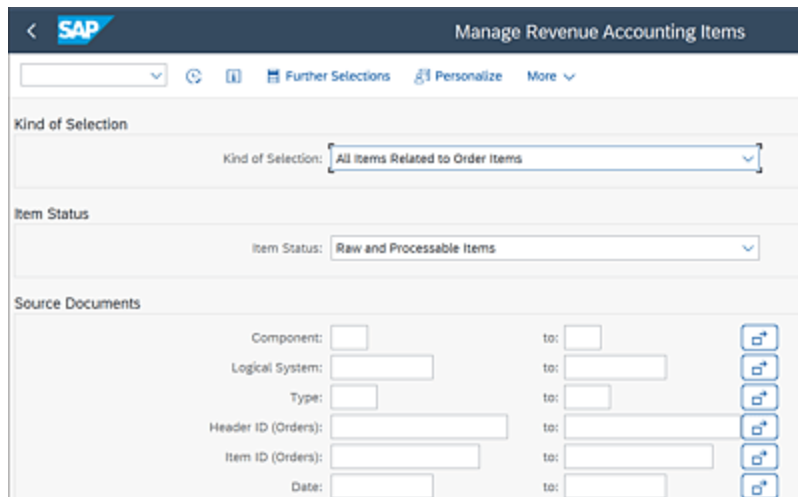 SAP Manage Revenue Accounting Items
Further Selections Personalize More
Kind of Selection
Kind of Selection: All Items Related to Order Items
Item Status
Item Status: Raw and Processable Items
Source Documents
Component: to:
Logical System: to:
Type: to:
Header ID (Orders): to:
Item ID (Orders): to:
Date: to: